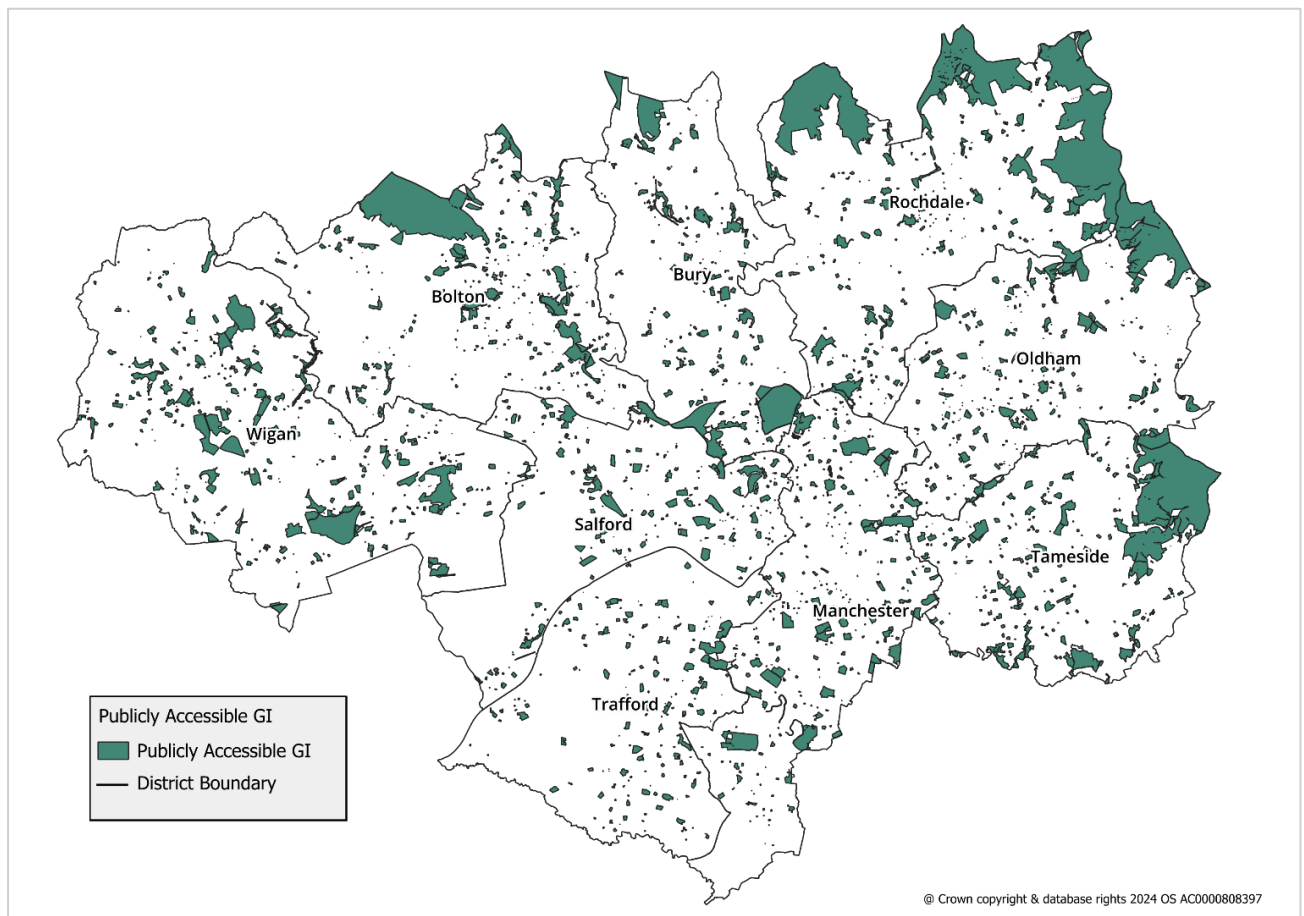 Rochdale
Bury
Bolton
Oldham
Wigan
Salford
Tameside
Manchester
Trafford
Publicly Accessible GI
Publicly Accessible GI
District Boundary
@ Crown copyright & database rights 2024 OS AC0000808397